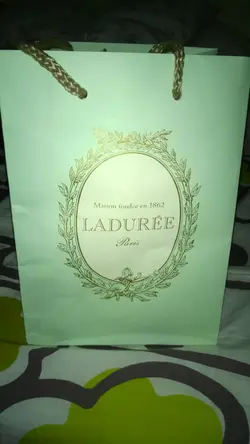 Maison fondée en 1862
LADURÉE
Paris